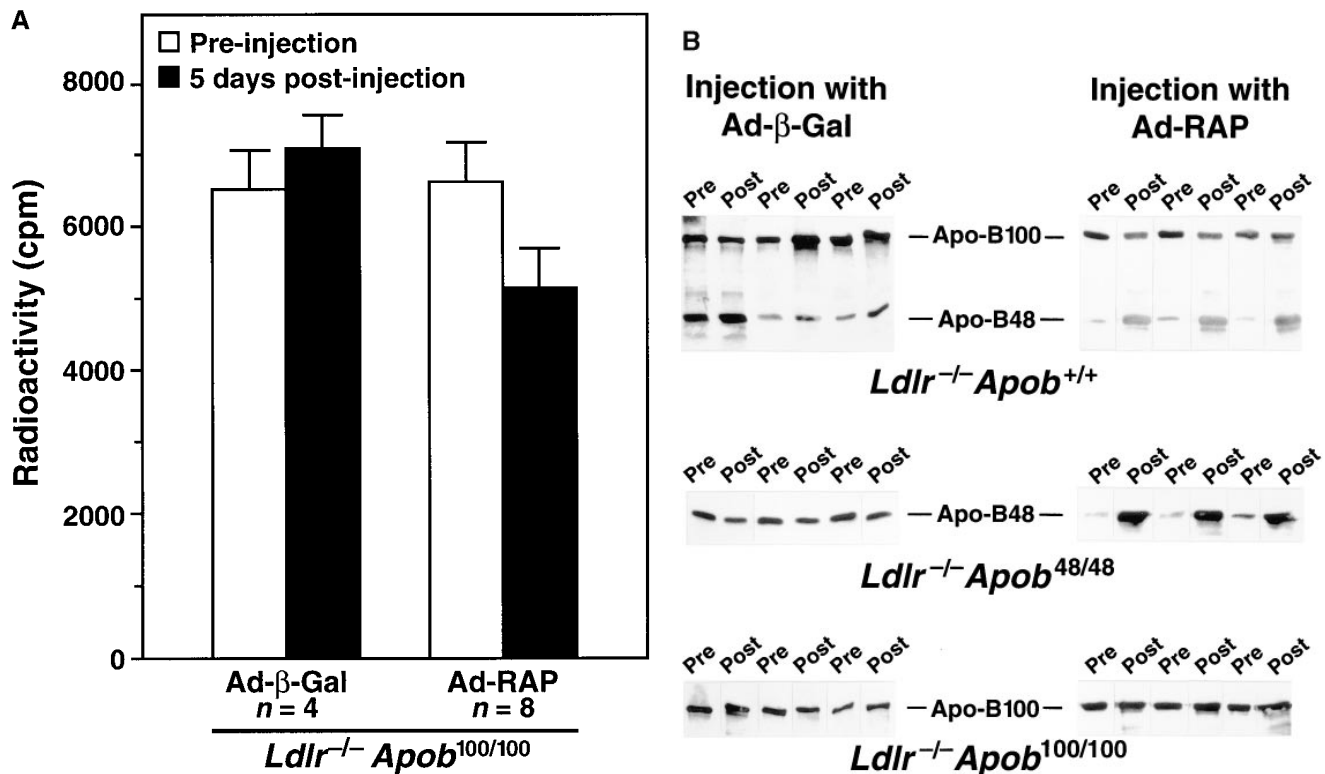 A
Pre-injection
5 days post-injection
8000
6000
4000
2000
0
Radioactivity (cpm)
Ad-β-Gal
n = 4
Ad-RAP
n = 8
Ldlr–/– Apob100/100
B
Injection with
Ad-β-Gal
Injection with
Ad-RAP
Pre Post Pre Post Pre Post
Pre Post Pre Post Pre Post
— Apo-B100 —
— Apo-B48 —
Ldlr–/– Apob+/+
Pre Post Pre Post Pre Post
Pre Post Pre Post Pre Post
— Apo-B48 —
Ldlr–/– Apob48/48
Pre Post Pre Post Pre Post
Pre Post Pre Post Pre Post
— Apo-B100 —
Ldlr–/– Apob100/100